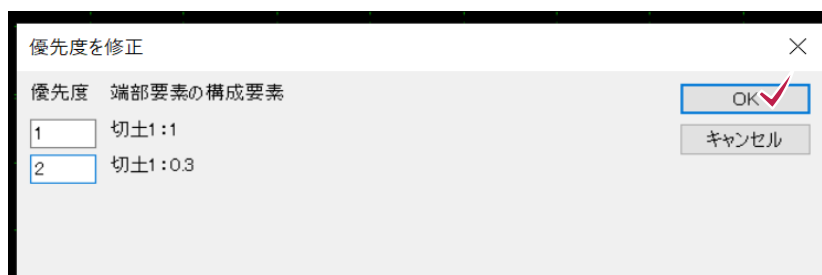 優先度を修正
優先度 端部要素の構成要素
1 切土1:1
2 切土1:0.3
OK
キャンセル